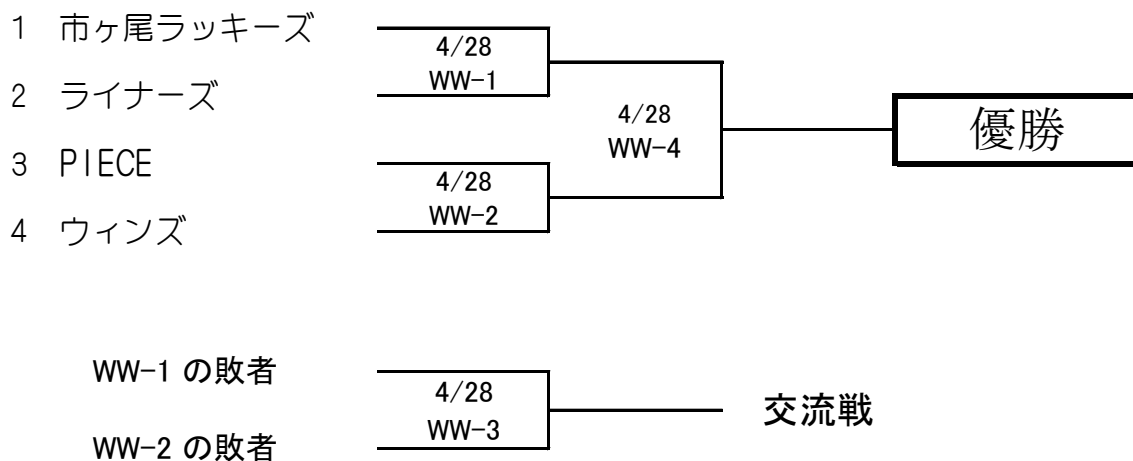 1 市ヶ尾ラッキーズ
4/28
WW-1
2 ライナーズ
4/28
WW-4
優勝
3 PIECE
4/28
WW-2
4 ウィンズ
WW-1 の敗者
4/28
WW-3
交流戦
WW-2 の敗者